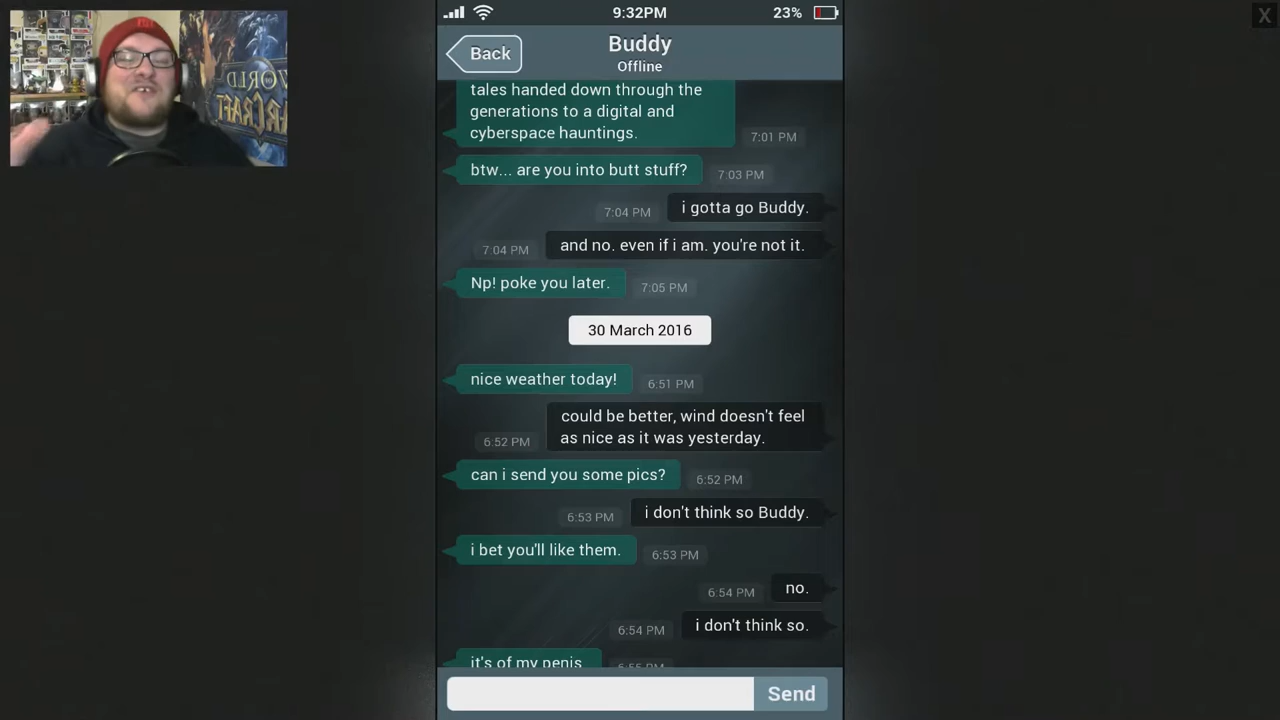 9:32PM
23%
X
Back
Buddy
Offline
WORLD
WARCRAFT
tales handed down through the
generations to a digital and
cyberspace hauntings.
7:01 PM
btw... are you into butt stuff?
7:03 PM
7:04 PM
i gotta go Buddy.
7:04 PM
and no. even if i am. you're not it.
Np! poke you later.
7:05 PM
30 March 2016
nice weather today!
6:51 PM
could be better, wind doesn't feel
as nice as it was yesterday.
6:52 PM
can i send you some pics?
6:52 PM
6:53 PM
i don't think so Buddy.
i bet you'll like them.
6:53 PM
6:54 PM
no.
6:54 PM
i don't think so.
it's of my penis
6:55 PM
Send